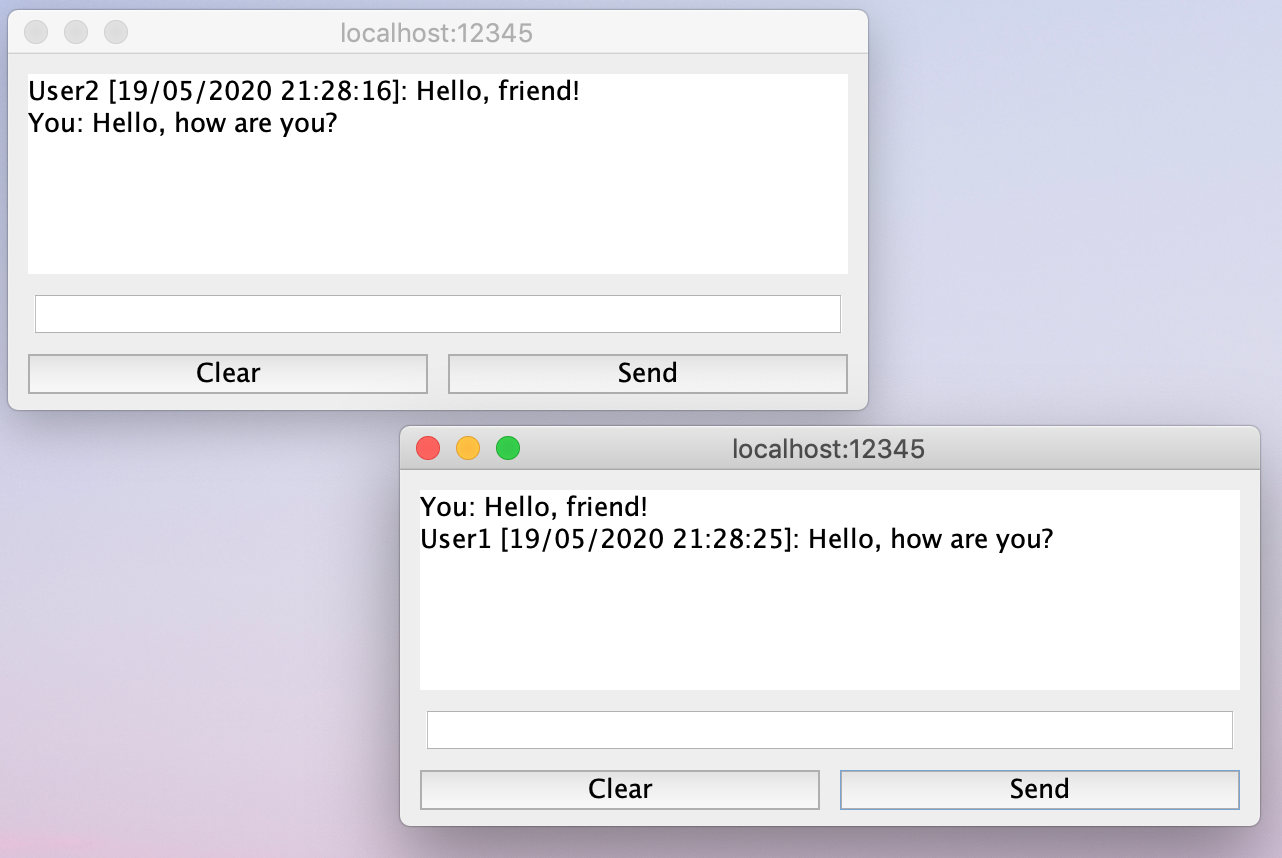 localhost:12345
User2 [19/05/2020 21:28:16]: Hello, friend!
You: Hello, how are you?
Clear
Send
localhost:12345
You: Hello, friend!
User1 [19/05/2020 21:28:25]: Hello, how are you?
Clear
Send